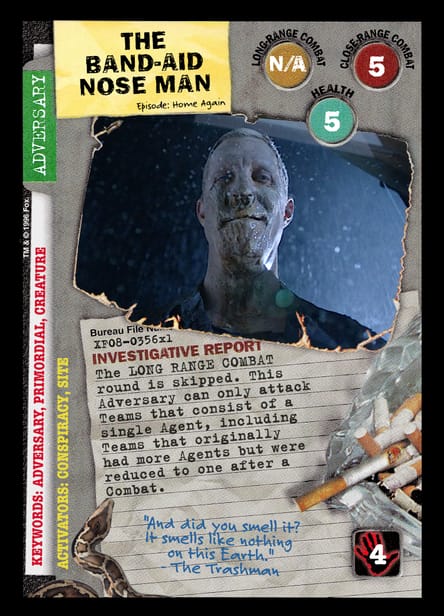 THE
BAND-AID
NOSE MAN
Episode: Home Again
LONG-RANGE COMBAT
N/A
CLOSE-RANGE COMBAT
5
HEALTH
5
ADVERSARY
TM & © 1996 Fox.
KEYWORDS: ADVERSARY, PRIMORDIAL, CREATURE
ACTIVATORS: CONSPIRACY, SITE
Bureau File
XF08-0356x1
INVESTIGATIVE REPORT
The LONG RANGE COMBAT
round is skipped. This
Adversary can only attack
Teams that consist of a
single Agent, including
Teams that originally
had more Agents but were
reduced to one after a
Combat.
"And did you smell it?
It smells like nothing
on this Earth."
- The Trashman
4